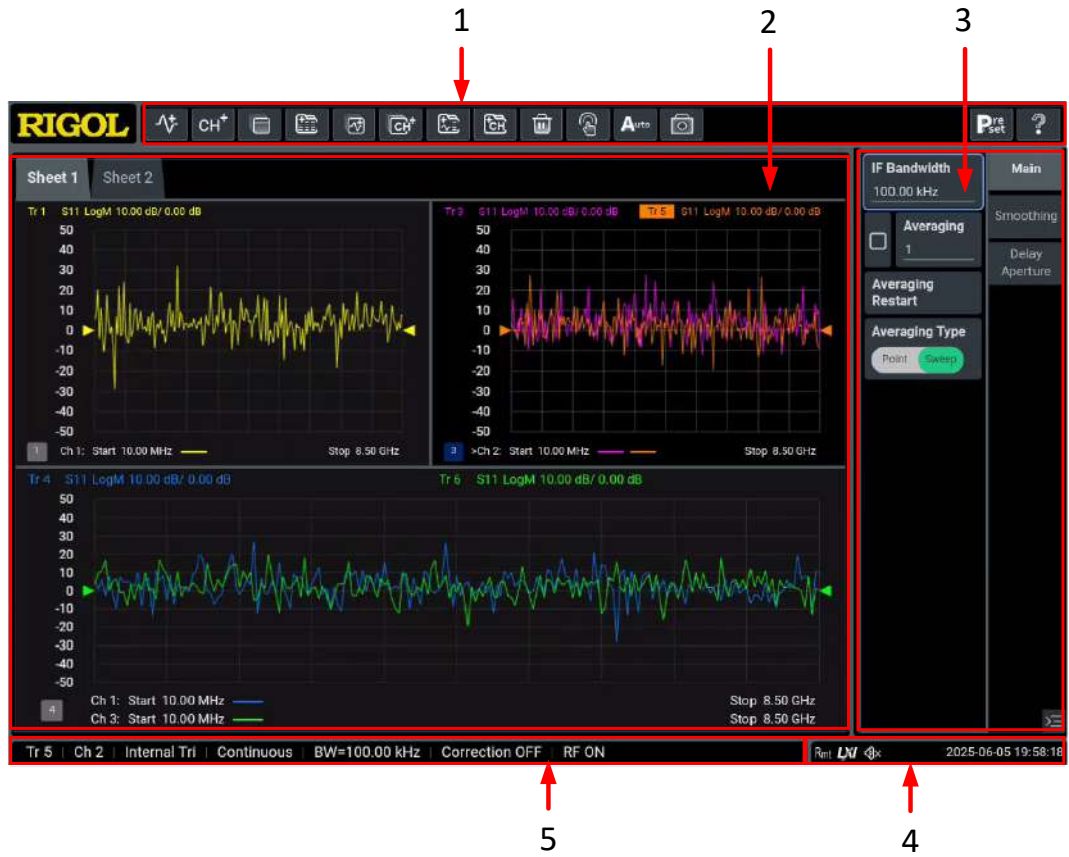 1 2 3
RIGOL CH+ CH+ CH Auto Preset ?
Sheet 1 Sheet 2
Tr 1 S11 LogM 10.00 dB/ 0.00 dB
50
40
30
20
10
0
-10
-20
-30
-40
-50
1 Ch 1: Start 10.00 MHz Stop 8.50 GHz
Tr 3 S11 LogM 10.00 dB/ 0.00 dB Tr 5 S11 LogM 10.00 dB/ 0.00 dB
50
40
30
20
10
0
-10
-20
-30
-40
-50
3 >Ch 2: Start 10.00 MHz Stop 8.50 GHz
Tr 4 S11 LogM 10.00 dB/ 0.00 dB Tr 6 S11 LogM 10.00 dB/ 0.00 dB
50
40
30
20
10
0
-10
-20
-30
-40
-50
4
Ch 1: Start 10.00 MHz Stop 8.50 GHz
Ch 3: Start 10.00 MHz Stop 8.50 GHz
IF Bandwidth
100.00 kHz
Averaging
1
Averaging
Restart
Averaging Type
Point Sweep
Main
Smoothing
Delay
Aperture
Tr 5 | Ch 2 | Internal Tri | Continuous | BW=100.00 kHz | Correction OFF | RF ON
Rmt LXI 2025-06-05 19:58:18
5 4